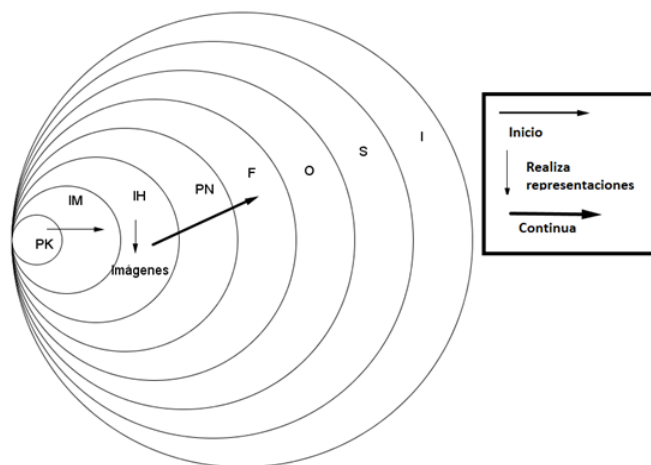 PK
IM
IH
Imágenes
PN
F
O
S
I
Inicio
Realiza
representaciones
Continua